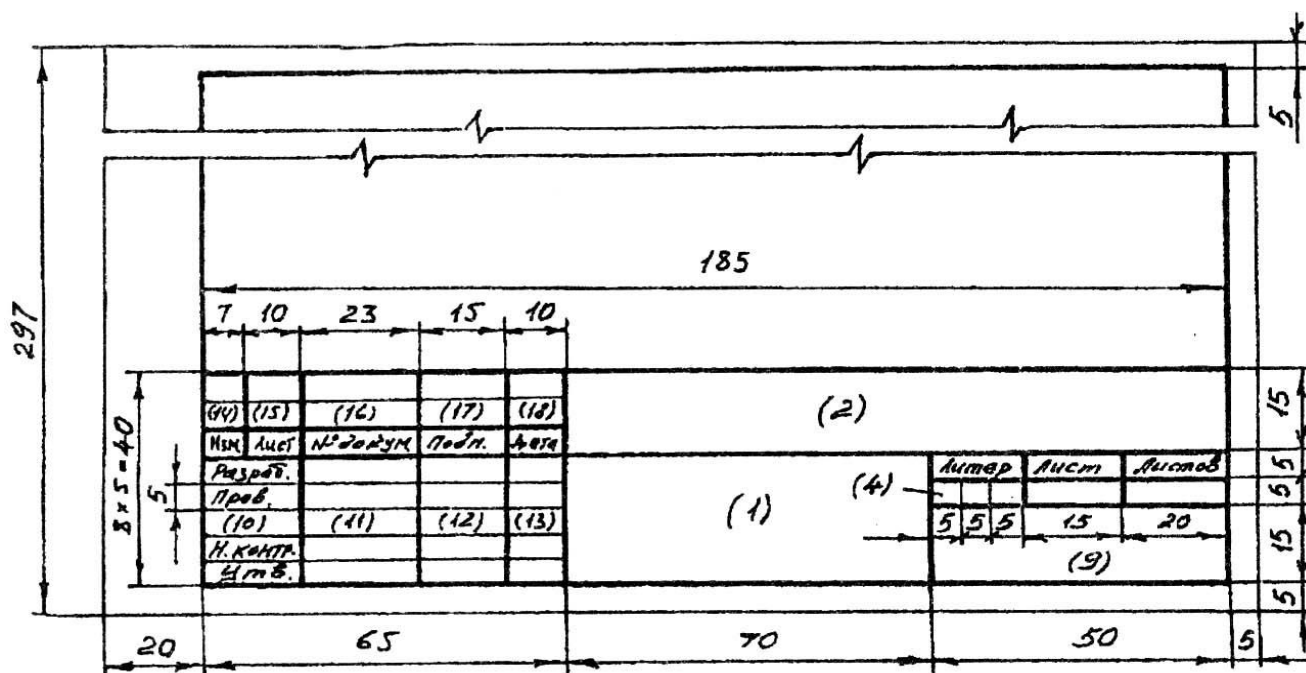 5
185
297
7 10 23 15 10
(14) (15) (16) (17) (18)
(2)
15
Изм Лист № докум Подп. Дата
8 x 5 = 40
Разраб.
Литер Лист Листов
5
Пров.
5
(4)
5
(10) (11) (12) (13)
(1)
5 5 5 15 20
15
Н. контр.
(9)
Утв.
5
20 65 70 50 5